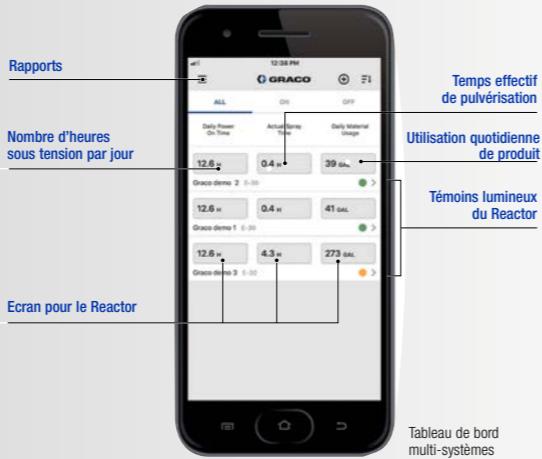 12:38 PM
Rapports
GRACO
Temps effectif
de pulvérisation
ALL
ON
OFF
Nombre d'heures
sous tension par jour
Daily Power
On Time
Actual Spray
Time
Daily Material
Usage
Utilisation quotidienne
de produit
12.6 H
0.4 H
39 GAL
Graco demo 2 E-30
Témoins lumineux
du Reactor
12.6 H
0.4 H
41 GAL
Graco demo 1 E-30
12.6 H
4.3 H
273 GAL
Graco demo 3 E-30
Ecran pour le Reactor
Tableau de bord
multi-systèmes